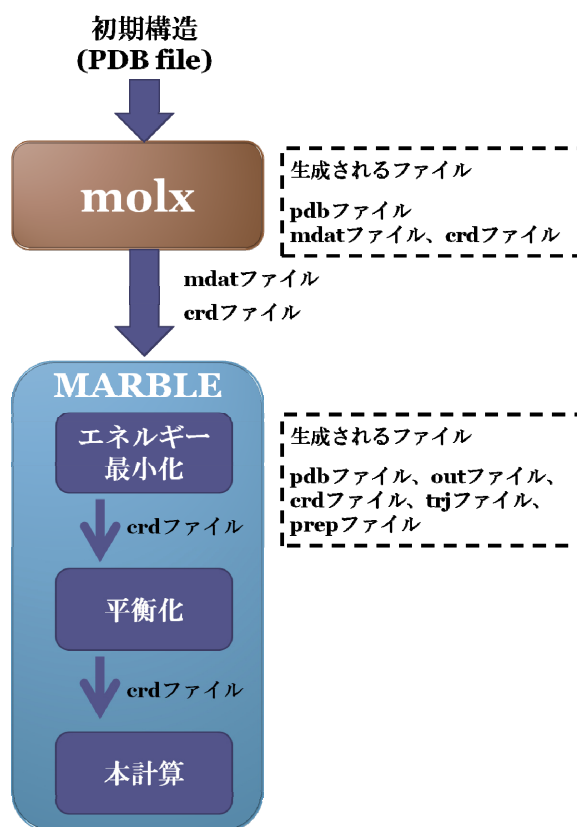 初期構造
(PDB file)
molx
生成されるファイル
pdbファイル
mdatファイル、crdファイル
mdatファイル
crdファイル
MARBLE
エネルギー
最小化
生成されるファイル
pdbファイル、outファイル、
crdファイル、trjファイル、
prepファイル
crdファイル
平衡化
crdファイル
本計算